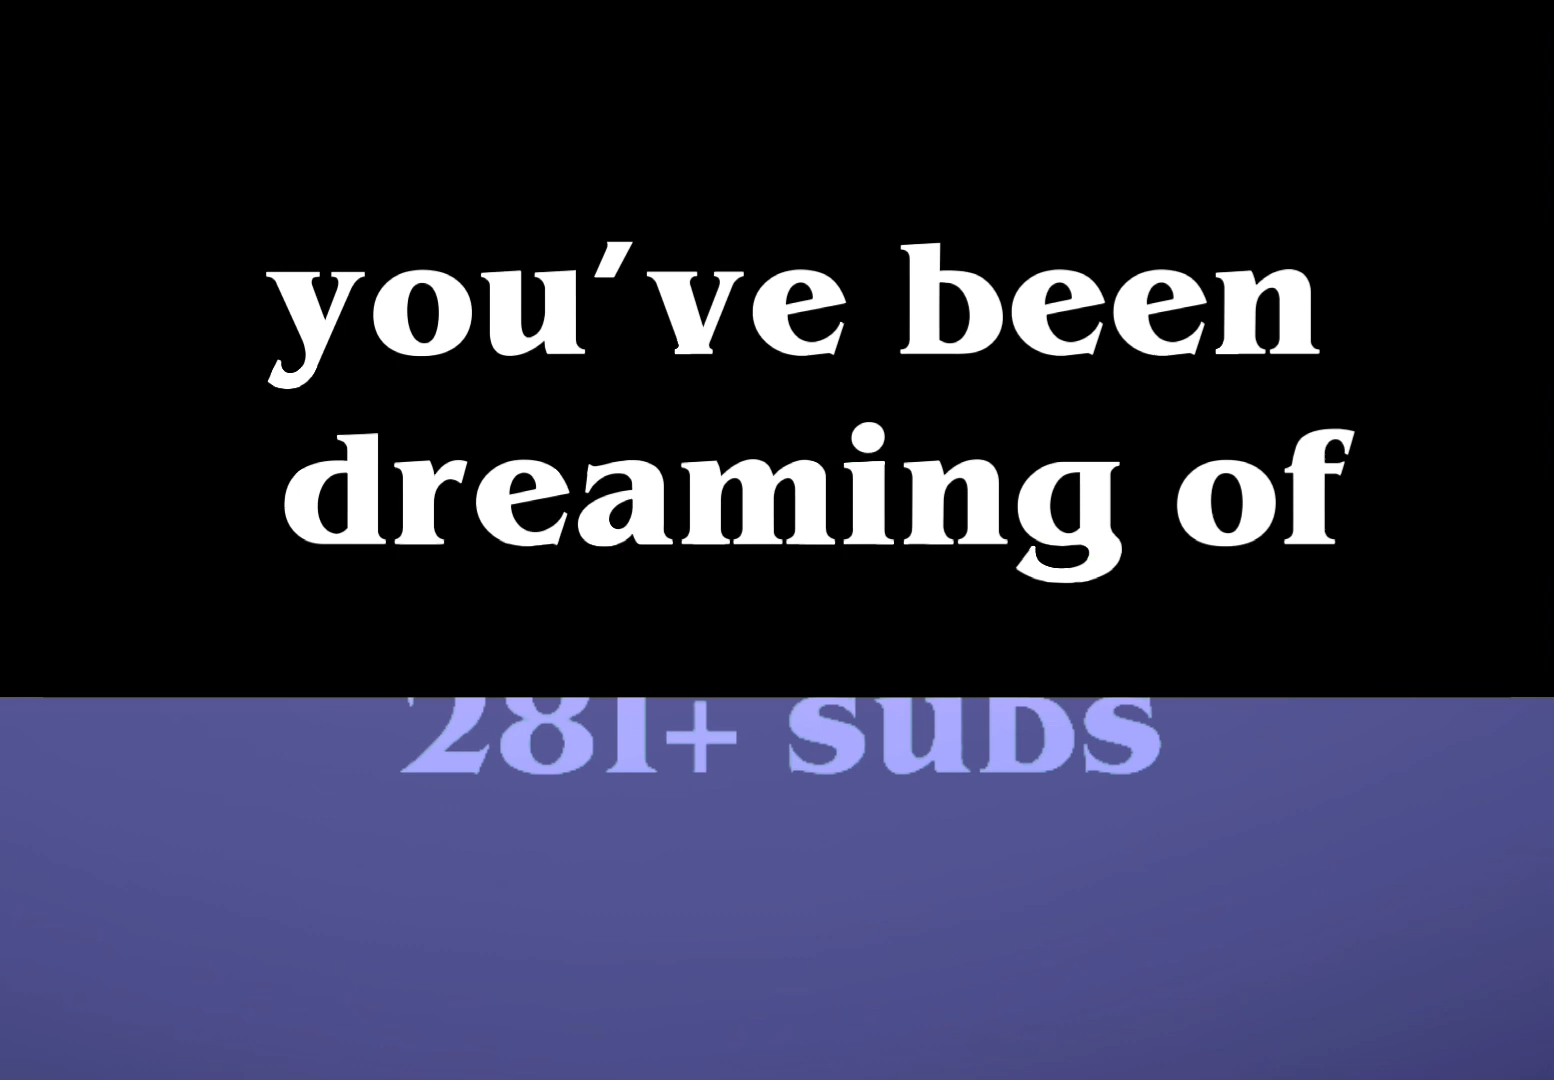 you’ve been
dreaming of
281+ subs